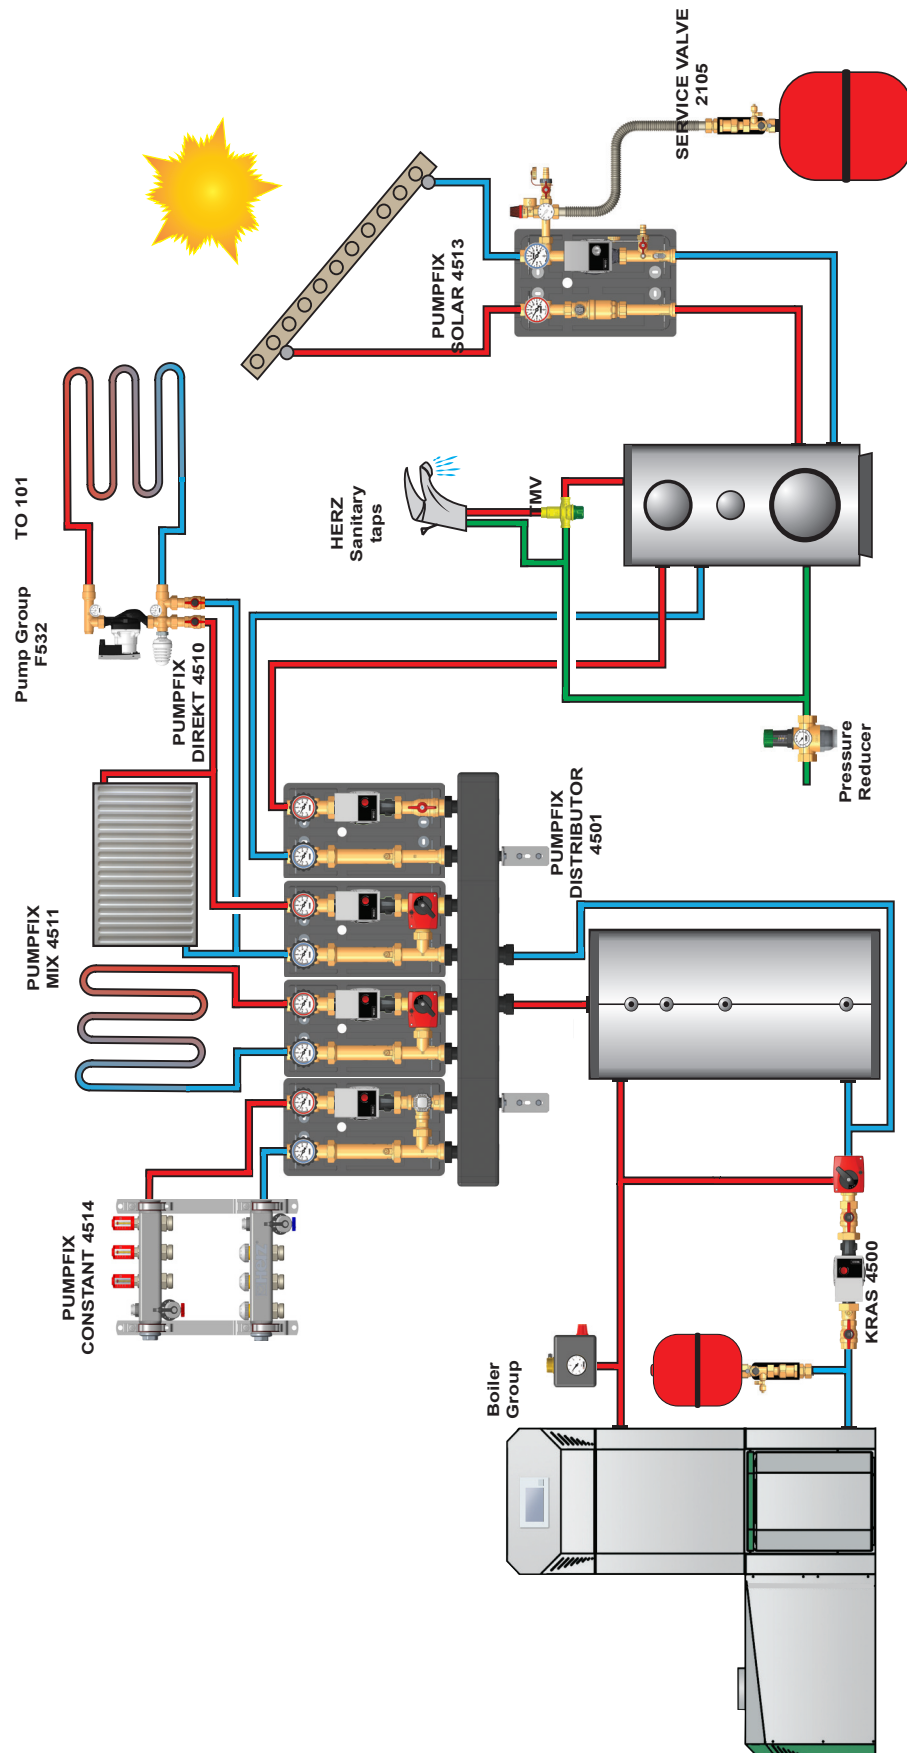 SERVICE VALVE
2105
PUMPFIX
SOLAR 4513
TO 101
Pump Group
F532
HERZ
Sanitary
taps
TMV
PUMPFIX
DIREKT 4510
Pressure
Reducer
PUMPFIX
MIX 4511
PUMPFIX
DISTRIBUTOR
4501
PUMPFIX
CONSTANT 4514
KRAS 4500
Boiler
Group